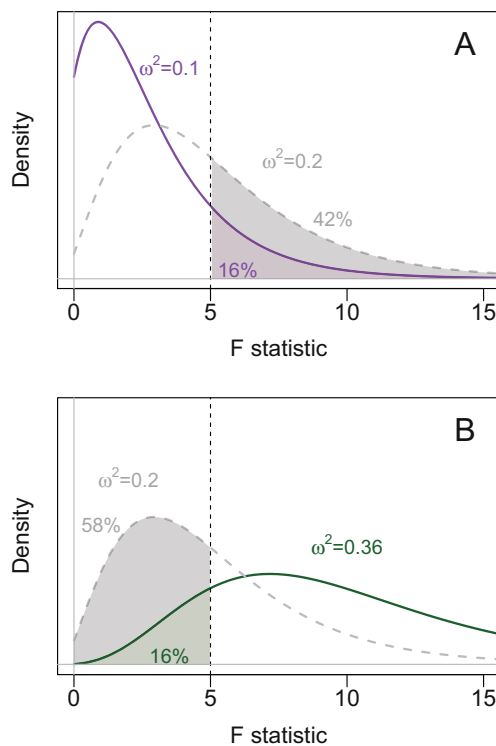 A
ω²=0.1
ω²=0.2
42%
16%
Density
0 5 10 15
F statistic
B
ω²=0.2
58%
ω²=0.36
16%
Density
0 5 10 15
F statistic